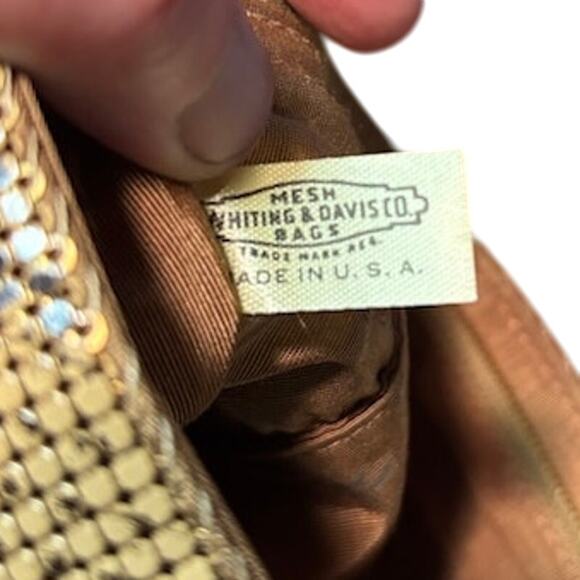 MESH
WHITING & DAVIS CO.
BAGS
TRADE MARK REG.
MADE IN U. S. A.